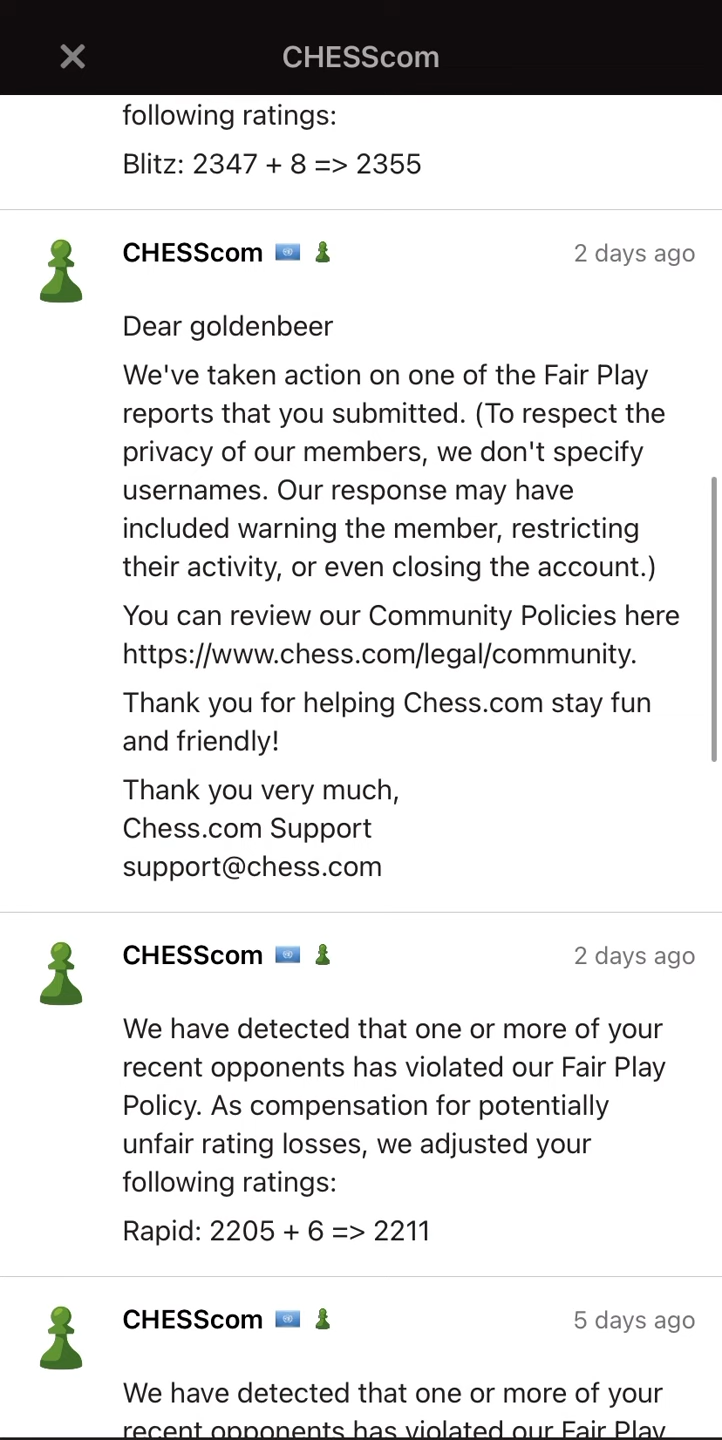 CHESScom
following ratings:
Blitz: 2347 + 8 => 2355
CHESScom 2 days ago
Dear goldenbeer
We've taken action on one of the Fair Play
reports that you submitted. (To respect the
privacy of our members, we don't specify
usernames. Our response may have
included warning the member, restricting
their activity, or even closing the account.)
You can review our Community Policies here
https://www.chess.com/legal/community.
Thank you for helping Chess.com stay fun
and friendly!
Thank you very much,
Chess.com Support
support@chess.com
CHESScom 2 days ago
We have detected that one or more of your
recent opponents has violated our Fair Play
Policy. As compensation for potentially
unfair rating losses, we adjusted your
following ratings:
Rapid: 2205 + 6 => 2211
CHESScom 5 days ago
We have detected that one or more of your
recent opponents has violated our Fair Play